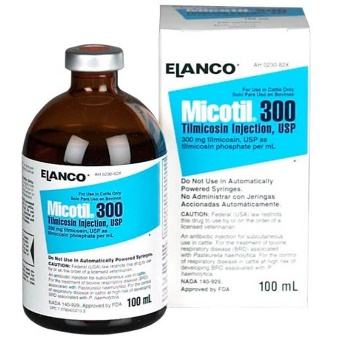 ELANCO
For Use in Cattle Only
Solo Para Uso en Bovinos
Micotil 300
Tilmicosin Injection, USP
300 mg tilmicosin, USP as
tilmicosin phosphate per mL
Do Not Use in Automatically
Powered Syringes.
CAUTION: Federal (USA) law restricts this drug to use
by or on the order of a licensed veterinarian.
NADA 140-929,
Approved by FDA
100 mL
ELANCO
AH 0230-82X
For Use in Cattle Only
Solo Para Uso en Bovinos
Micotil 300
Tilmicosin Injection, USP
300 mg tilmicosin, USP as
tilmicosin phosphate per mL
Do Not Use in Automatically
Powered Syringes.
No Administrar con Jeringas
Accionadas Automáticamente.
CAUTION: Federal (USA) law restricts this
drug to use by or on the order of a licensed
veterinarian.
An antibiotic injection for subcutaneous
use in cattle. For the treatment of bovine
respiratory disease (BRD) associated
with Pasteurella haemolytica. For the control
of respiratory disease in cattle at high risk of
developing BRD associated with
P. haemolytica.
NADA 140-929,
Approved by FDA
100 mL